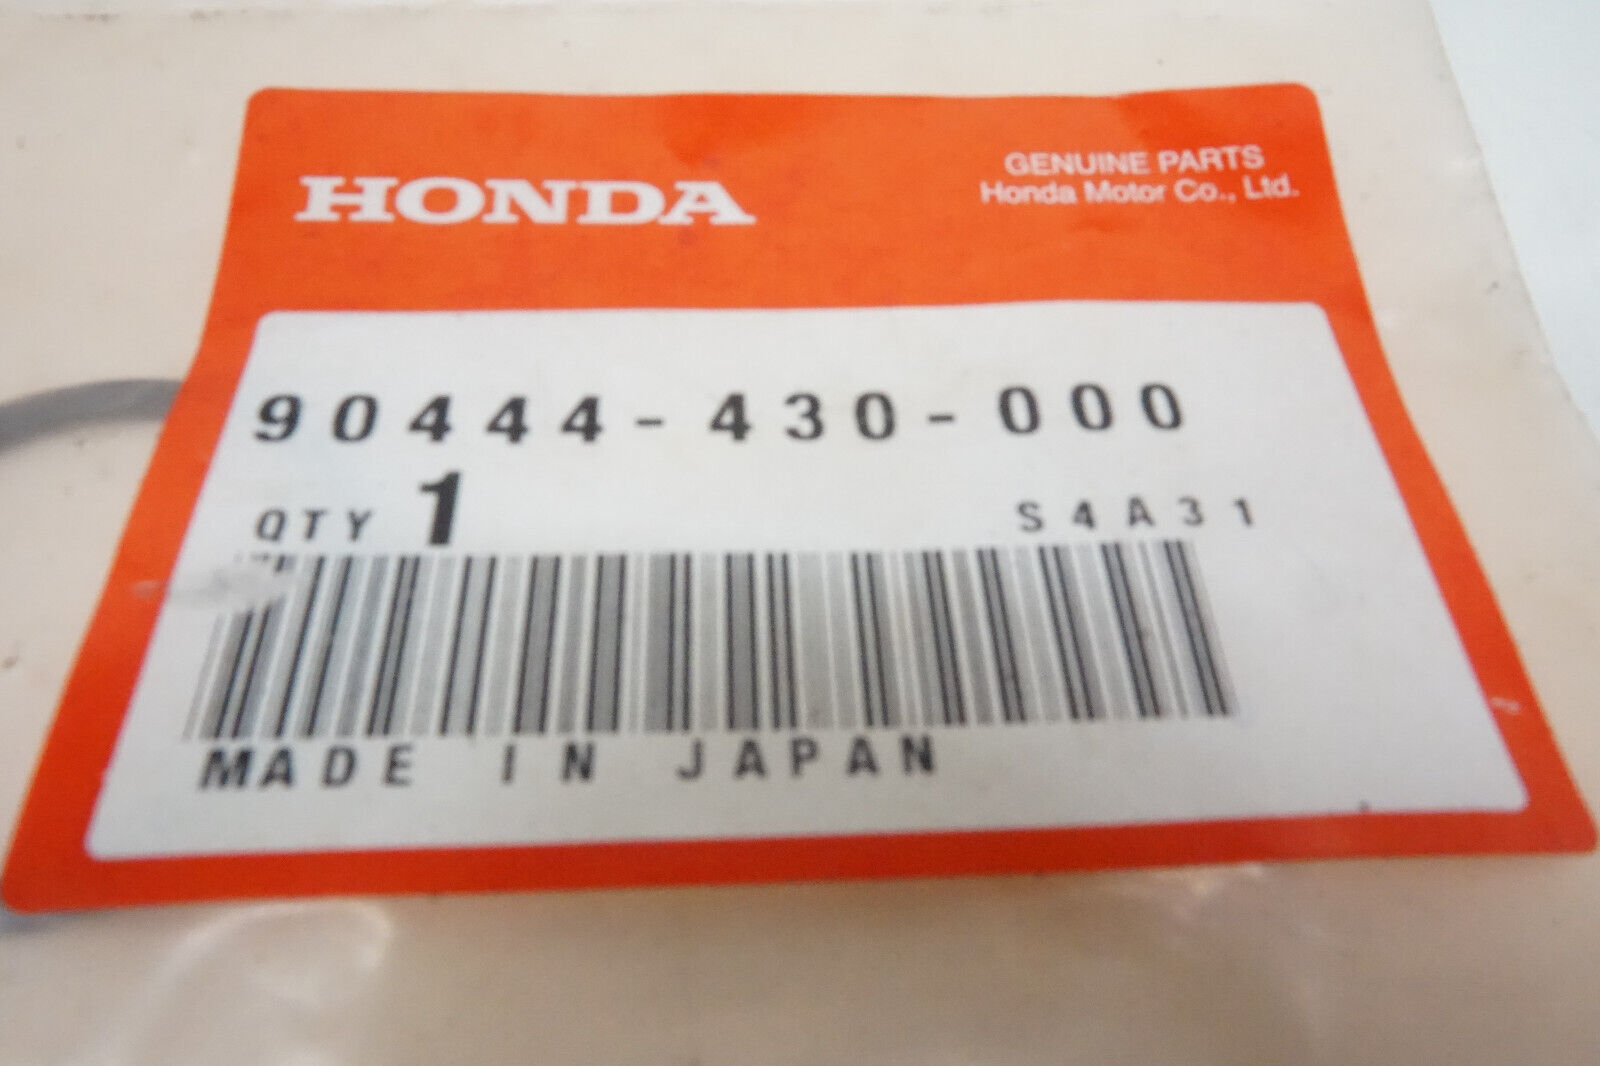 HONDA
GENUINE PARTS
Honda Motor Co., Ltd.
90444-430-000
QTY 1
S4A31
MADE IN JAPAN